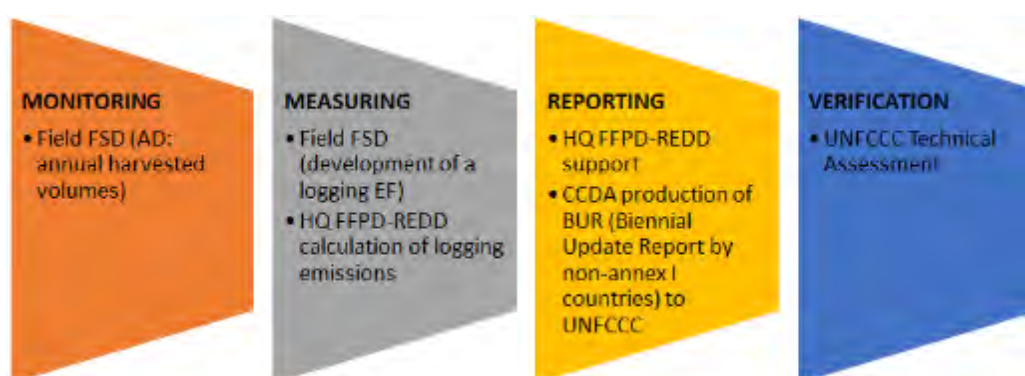 MONITORING
• Field FSD (AD:
annual harvested
volumes)
MEASURING
• Field FSD
(development of a
logging EF)
• HQ FFPD-REDD
calculation of logging
emissions
REPORTING
• HQ FFPD-REDD
support
• CCDA production of
BUR (Biennial
Update Report by
non-annex I
countries) to
UNFCCC
VERIFICATION
• UNFCCC Technical
Assessment